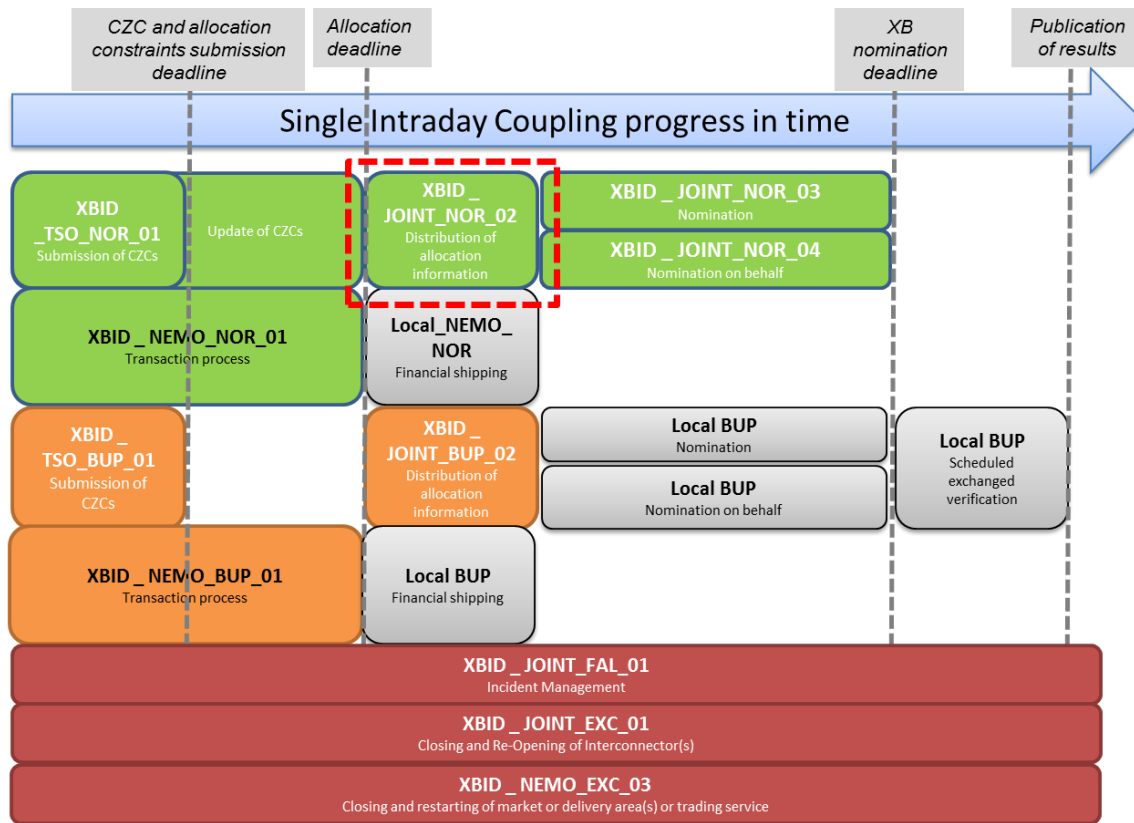 CZC and allocation
constraints submission
deadline
Allocation
deadline
XB
nomination
deadline
Publication
of results
Single Intraday Coupling progress in time
XBID
_TSO_NOR_01
Submission of CZCs
Update of CZCs
XBID _
JOINT_NOR_02
Distribution of
allocation
information
XBID _ JOINT_NOR_03
Nomination
XBID _ JOINT_NOR_04
Nomination on behalf
XBID _ NEMO_NOR_01
Transaction process
Local_NEMO_
NOR
Financial shipping
XBID _
TSO_BUP_01
Submission of
CZCs
XBID _
JOINT_BUP_02
Distribution of
allocation
information
Local BUP
Nomination
Local BUP
Nomination on behalf
Local BUP
Scheduled
exchanged
verification
XBID _ NEMO_BUP_01
Transaction process
Local BUP
Financial shipping
XBID _ JOINT_FAL_01
Incident Management
XBID _ JOINT_EXC_01
Closing and Re-Opening of Interconnector(s)
XBID _ NEMO_EXC_03
Closing and restarting of market or delivery area(s) or trading service